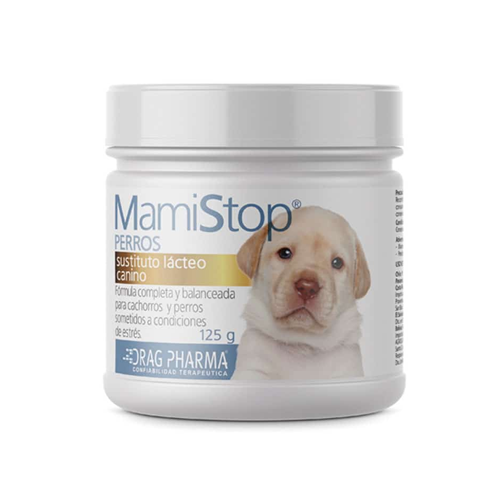 MamiStop®
PERROS
sustituto lácteo
canino
Fórmula completa y balanceada
para cachorros y perros
sometidos a condiciones
de estrés
125 g
DRAG PHARMA
CONFIABILIDAD TERAPEUTICA